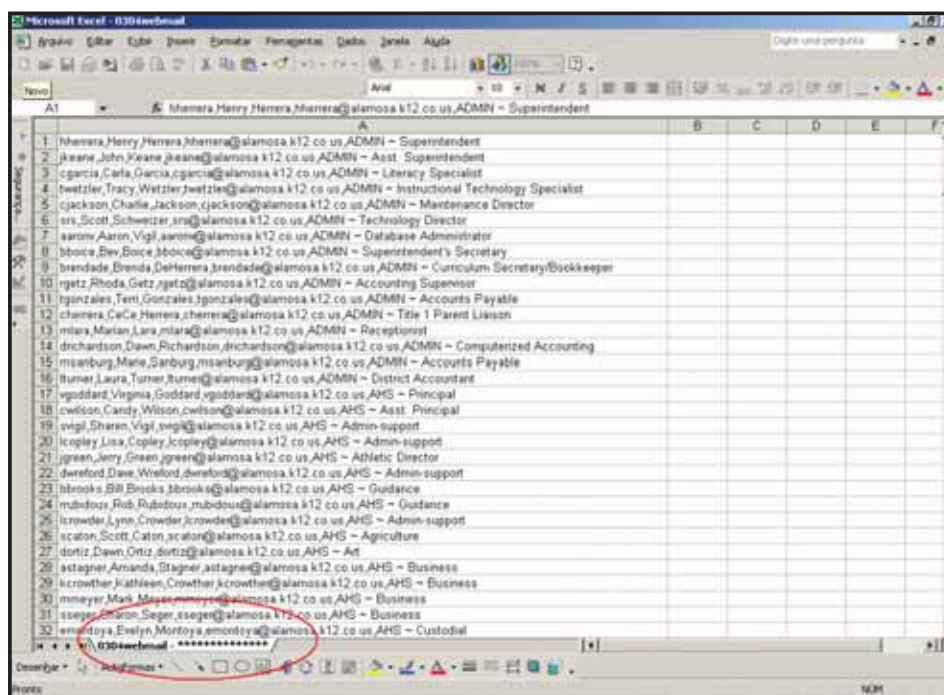 Microsoft Excel - 0304webmail
Arquivo Editar Exibir Inserir Formatar Ferramentas Dados Janela Ajuda Digite uma pergunta
Novo Arial 10 N I S
A1 fx hherrera,Henry,Herrera,hherrera@alamosa.k12.co.us,ADMIN ~ Superintendent
A B C D E F
1 hherrera,Henry,Herrera,hherrera@alamosa.k12.co.us,ADMIN ~ Superintendent
2 jkeane,John,Keane,jkeane@alamosa.k12.co.us,ADMIN ~ Asst. Superintendent
3 cgarcia,Carla,Garcia,cgarcia@alamosa.k12.co.us,ADMIN ~ Literacy Specialist
4 twetzler,Tracy,Wetzler,twetzler@alamosa.k12.co.us,ADMIN ~ Instructional Technology Specialist
5 cjackson,Charlie,Jackson,cjackson@alamosa.k12.co.us,ADMIN ~ Maintenance Director
6 srs,Scott,Schweizer,srs@alamosa.k12.co.us,ADMIN ~ Technology Director
7 aaronv,Aaron,Vigil,aaronv@alamosa.k12.co.us,ADMIN ~ Database Administrator
8 bboice,Bev,Boice,bboice@alamosa.k12.co.us,ADMIN ~ Superintendent's Secretary
9 brendade,Brenda,DeHerrera,brendade@alamosa.k12.co.us,ADMIN ~ Curriculum Secretary/Bookkeeper
10 rgetz,Rhoda,Getz,rgetz@alamosa.k12.co.us,ADMIN ~ Accounting Supervisor
11 tgonzales,Terri,Gonzales,tgonzales@alamosa.k12.co.us,ADMIN ~ Accounts Payable
12 cherrera,CeCe,Herrera,cherrera@alamosa.k12.co.us,ADMIN ~ Title 1 Parent Liaison
13 mlara,Marian,Lara,mlara@alamosa.k12.co.us,ADMIN ~ Receptionist
14 drichardson,Dawn,Richardson,drichardson@alamosa.k12.co.us,ADMIN ~ Computerized Accounting
15 msanburg,Marie,Sanburg,msanburg@alamosa.k12.co.us,ADMIN ~ Accounts Payable
16 lturner,Laura,Turner,lturner@alamosa.k12.co.us,ADMIN ~ District Accountant
17 vgoddard,Virginia,Goddard,vgoddard@alamosa.k12.co.us,AHS ~ Principal
18 cwilson,Candy,Wilson,cwilson@alamosa.k12.co.us,AHS ~ Asst. Principal
19 svigil,Sharen,Vigil,svigil@alamosa.k12.co.us,AHS ~ Admin-support
20 lcopley,Lisa,Copley,lcopley@alamosa.k12.co.us,AHS ~ Admin-support
21 jgreen,Jerry,Green,jgreen@alamosa.k12.co.us,AHS ~ Athletic Director
22 dwreford,Dave,Wreford,dwreford@alamosa.k12.co.us,AHS ~ Admin-support
23 bbrooks,Bill,Brooks,bbrooks@alamosa.k12.co.us,AHS ~ Guidance
24 rrubidoux,Rob,Rubidoux,rrubidoux@alamosa.k12.co.us,AHS ~ Guidance
25 lcrowder,Lynn,Crowder,lcrowder@alamosa.k12.co.us,AHS ~ Admin-support
26 scaton,Scott,Caton,scaton@alamosa.k12.co.us,AHS ~ Agriculture
27 dortiz,Dawn,Ortiz,dortiz@alamosa.k12.co.us,AHS ~ Art
28 astagner,Amanda,Stagner,astagner@alamosa.k12.co.us,AHS ~ Business
29 kcrowther,Kathleen,Crowther,kcrowther@alamosa.k12.co.us,AHS ~ Business
30 mmeyer,Mark,Meyer,mmeyer@alamosa.k12.co.us,AHS ~ Business
31 sseger,Sharon,Seger,sseger@alamosa.k12.co.us,AHS ~ Business
32 emontoya,Evelyn,Montoya,emontoya@alamosa.k12.co.us,AHS ~ Custodial
Segurança...
0304webmail - ***************
Desenhar AutoFormas
Pronto NÚM